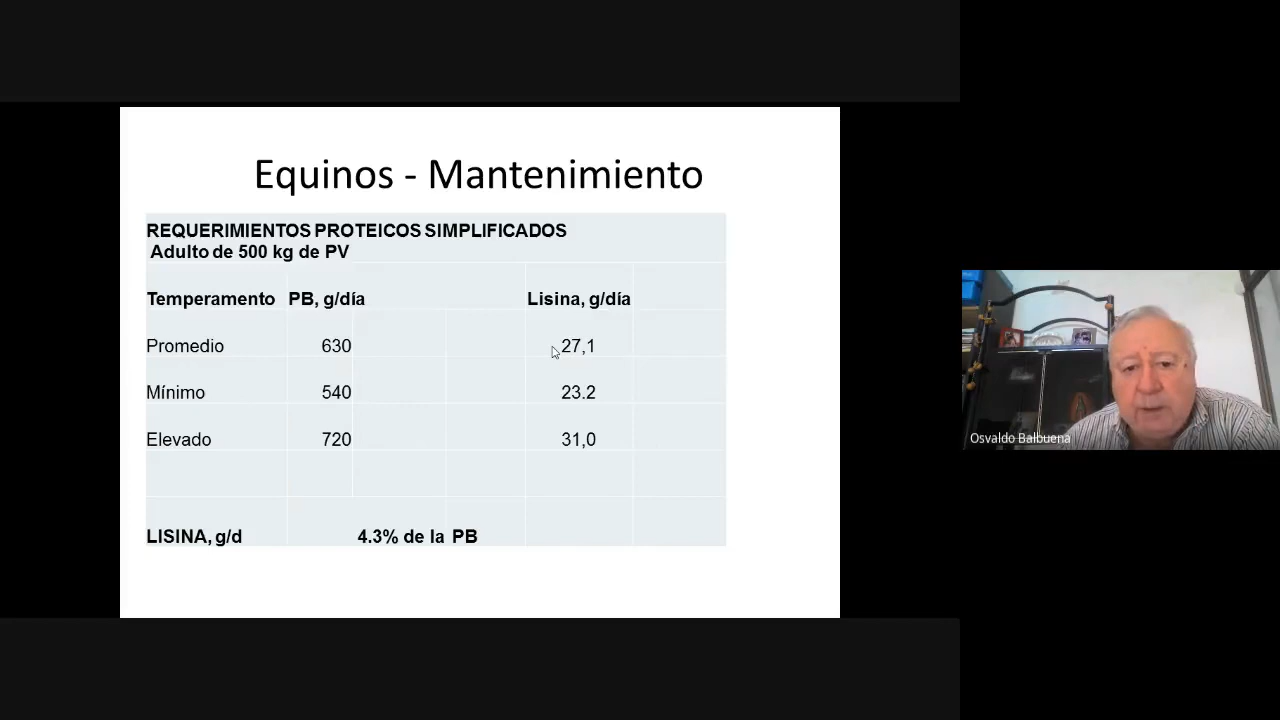 Equinos - Mantenimiento
REQUERIMIENTOS PROTEICOS SIMPLIFICADOS
Adulto de 500 kg de PV
Temperamento PB, g/día Lisina, g/día
Promedio 630 27,1
Mínimo 540 23.2
Elevado 720 31,0
LISINA, g/d 4.3% de la PB
Osvaldo Balbuena